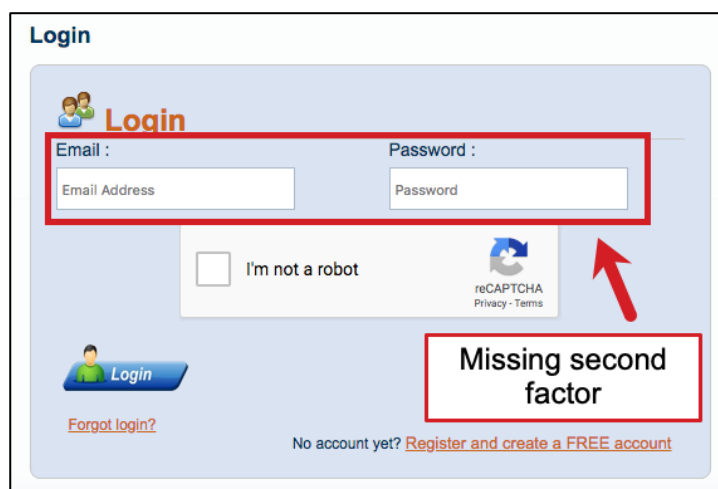 Login
Login
Email :
Password :
Email Address
Password
I'm not a robot
reCAPTCHA
Privacy - Terms
Missing second
factor
Login
Forgot login?
No account yet? Register and create a FREE account